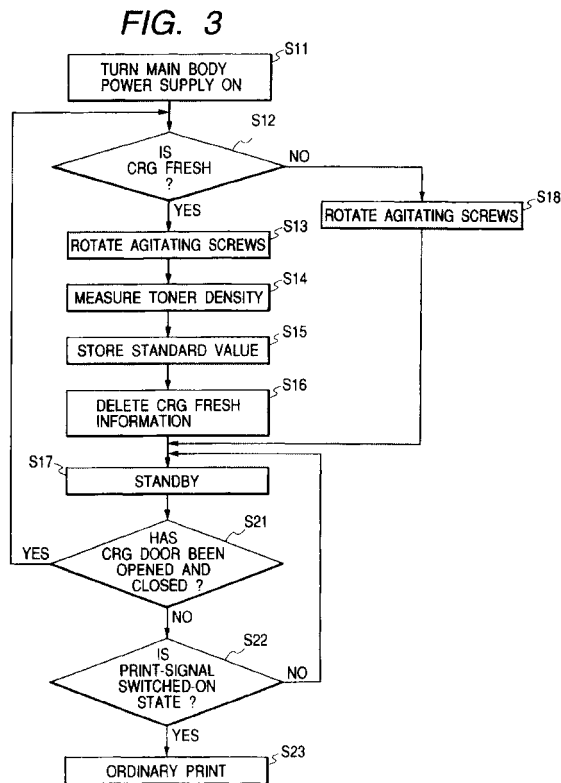 FIG. 3
S11
TURN MAIN BODY
POWER SUPPLY ON
S12
IS
CRG FRESH
?
NO
YES
S18
ROTATE AGITATING SCREWS
S13
ROTATE AGITATING SCREWS
S14
MEASURE TONER DENSITY
S15
STORE STANDARD VALUE
S16
DELETE CRG FRESH
INFORMATION
S17
STANDBY
S21
HAS
CRG DOOR BEEN
OPENED AND
CLOSED ?
YES
NO
S22
IS
PRINT-SIGNAL
SWITCHED-ON
STATE ?
NO
YES
S23
ORDINARY PRINT